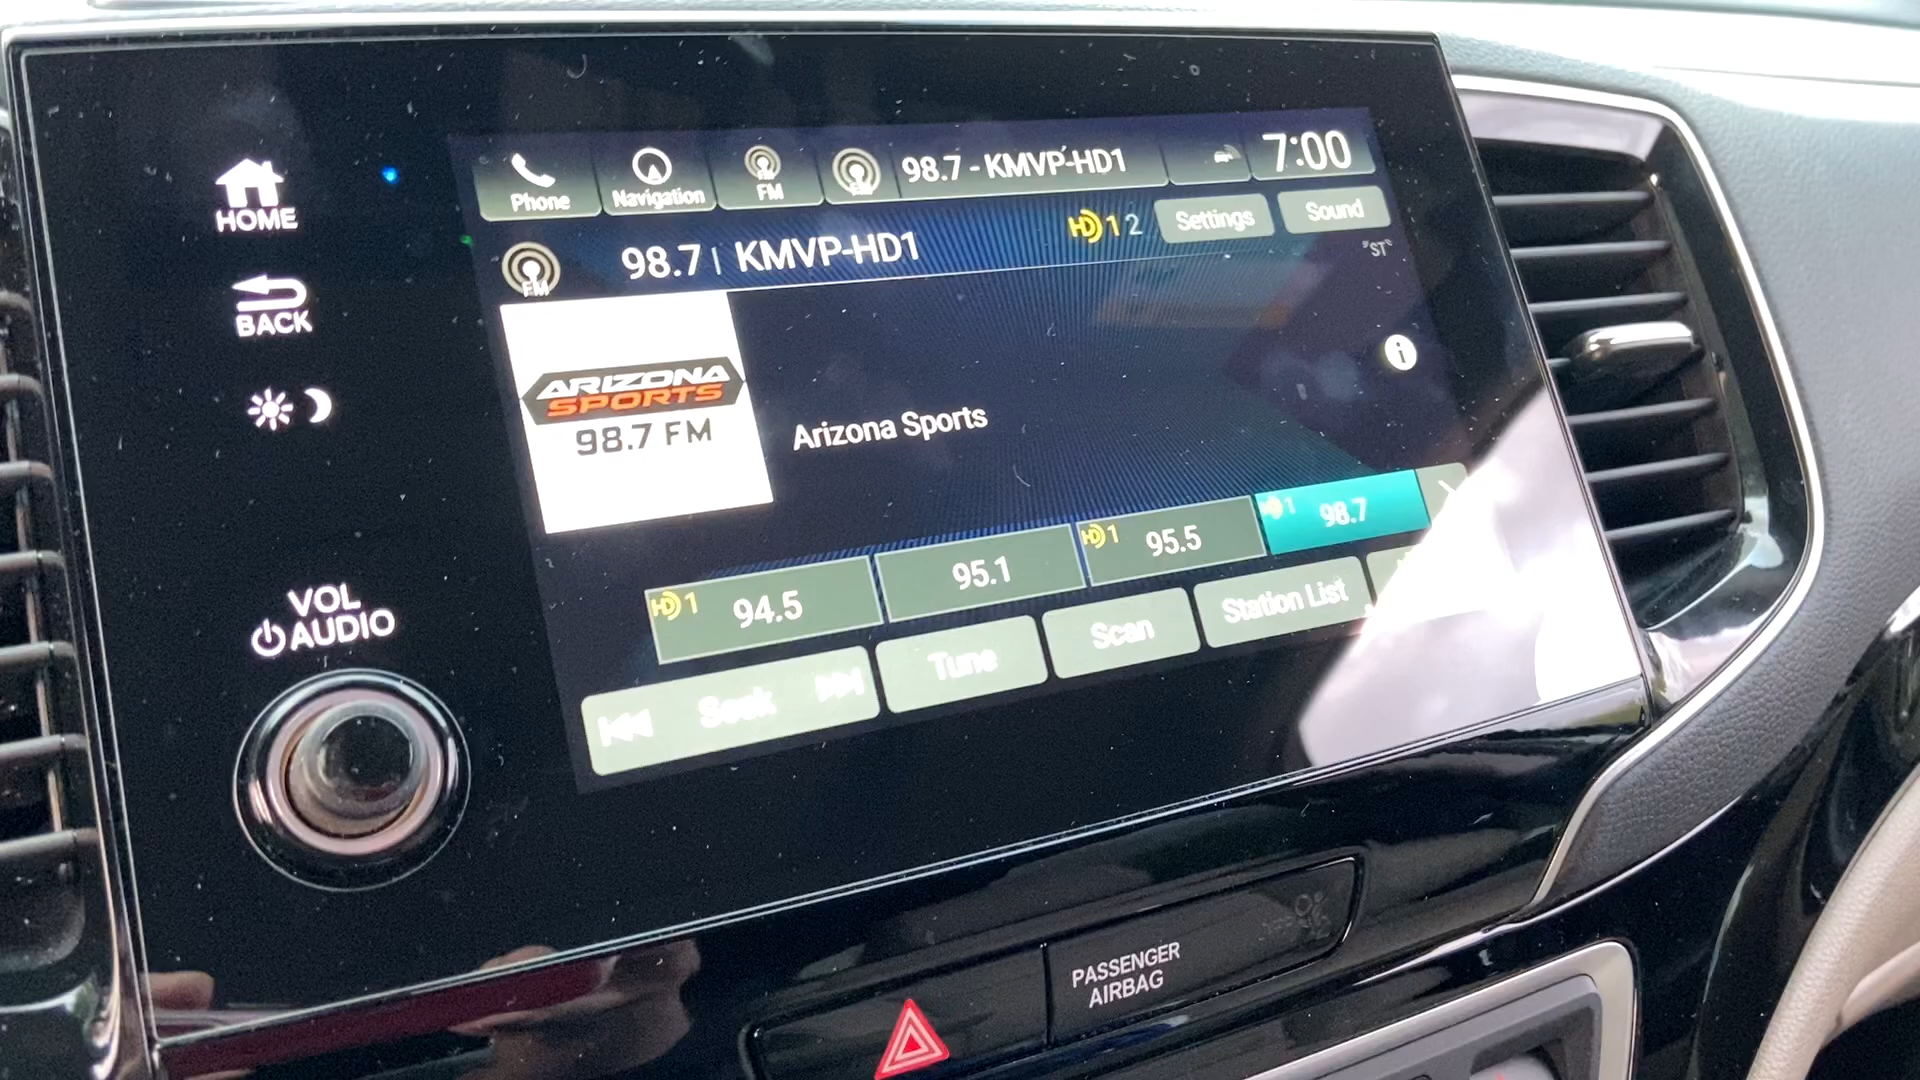 HOME
BACK
VOL
AUDIO
Phone
Navigation
FM
98.7 - KMVP-HD1
7:00
FM
98.7 | KMVP-HD1
HD 1 2
Settings
Sound
"ST"
ARIZONA
SPORTS
98.7 FM
Arizona Sports
i
HD 1 94.5
95.1
HD 1 95.5
HD 1 98.7
Seek
Tune
Scan
Station List
PASSENGER
AIRBAG